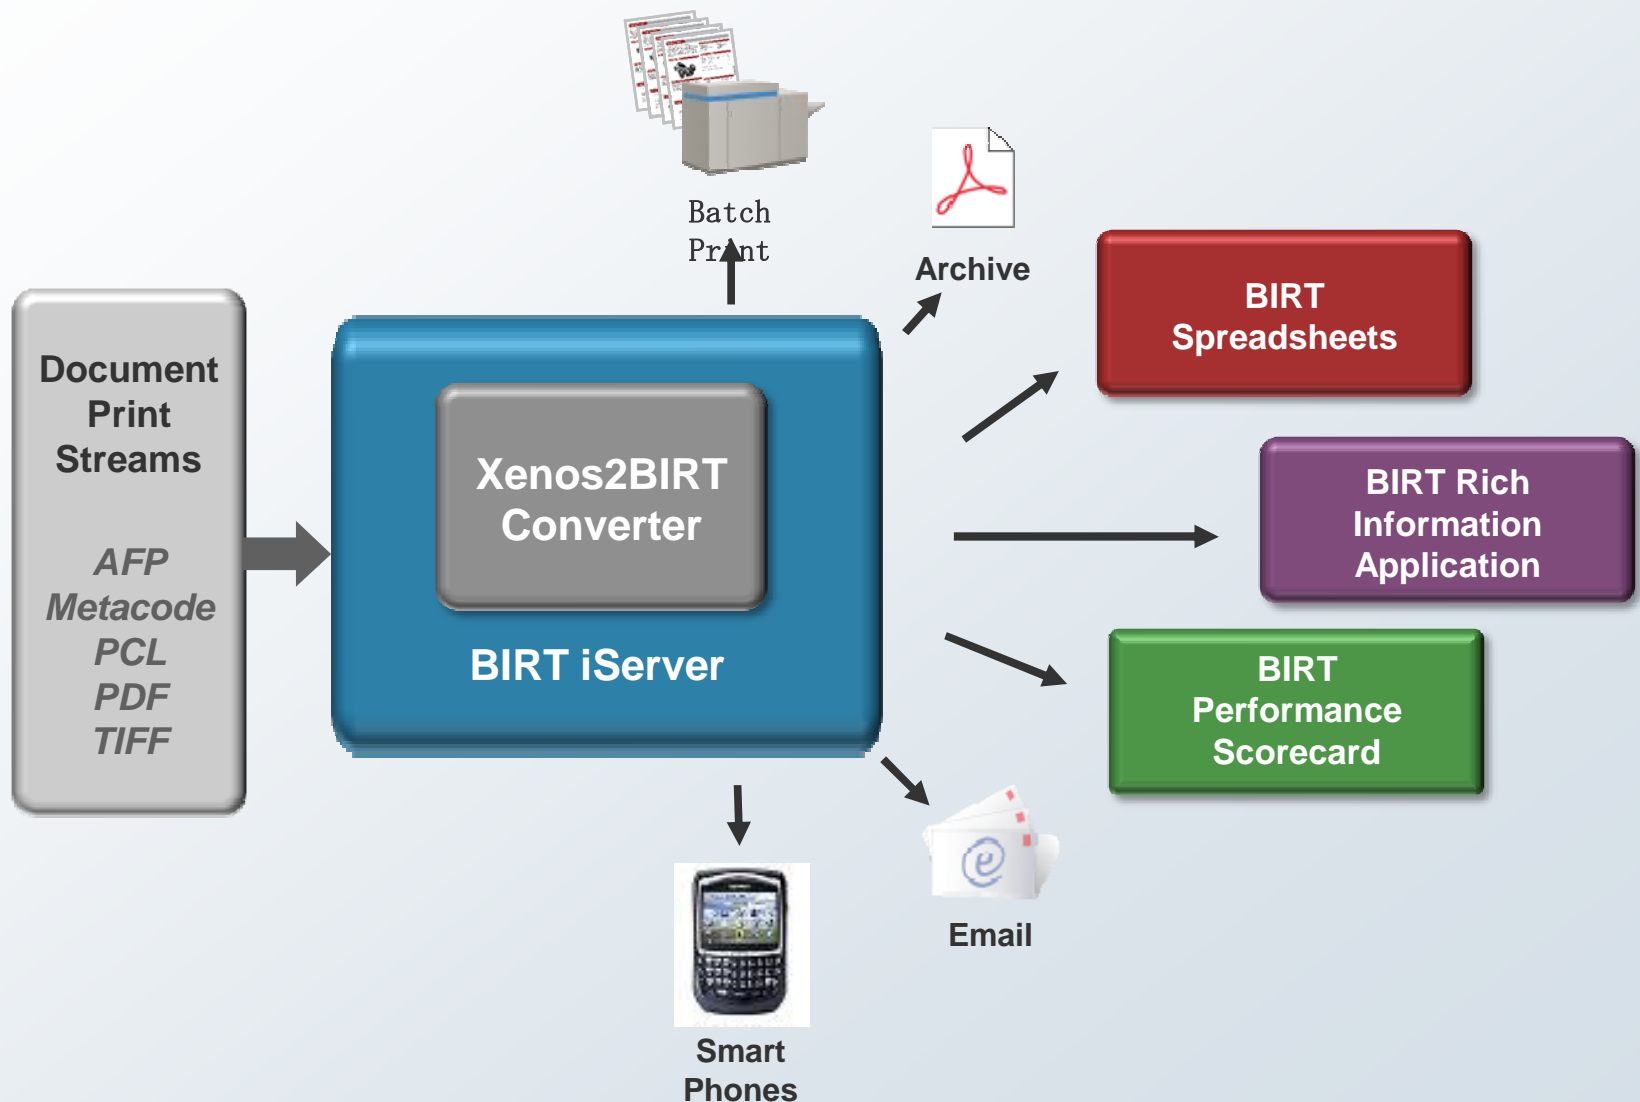 Batch
Print
Archive
BIRT
Spreadsheets
Document
Print
Streams
AFP
Metacode
PCL
PDF
TIFF
Xenos2BIRT
Converter
BIRT iServer
BIRT Rich
Information
Application
BIRT
Performance
Scorecard
Email
Smart
Phones